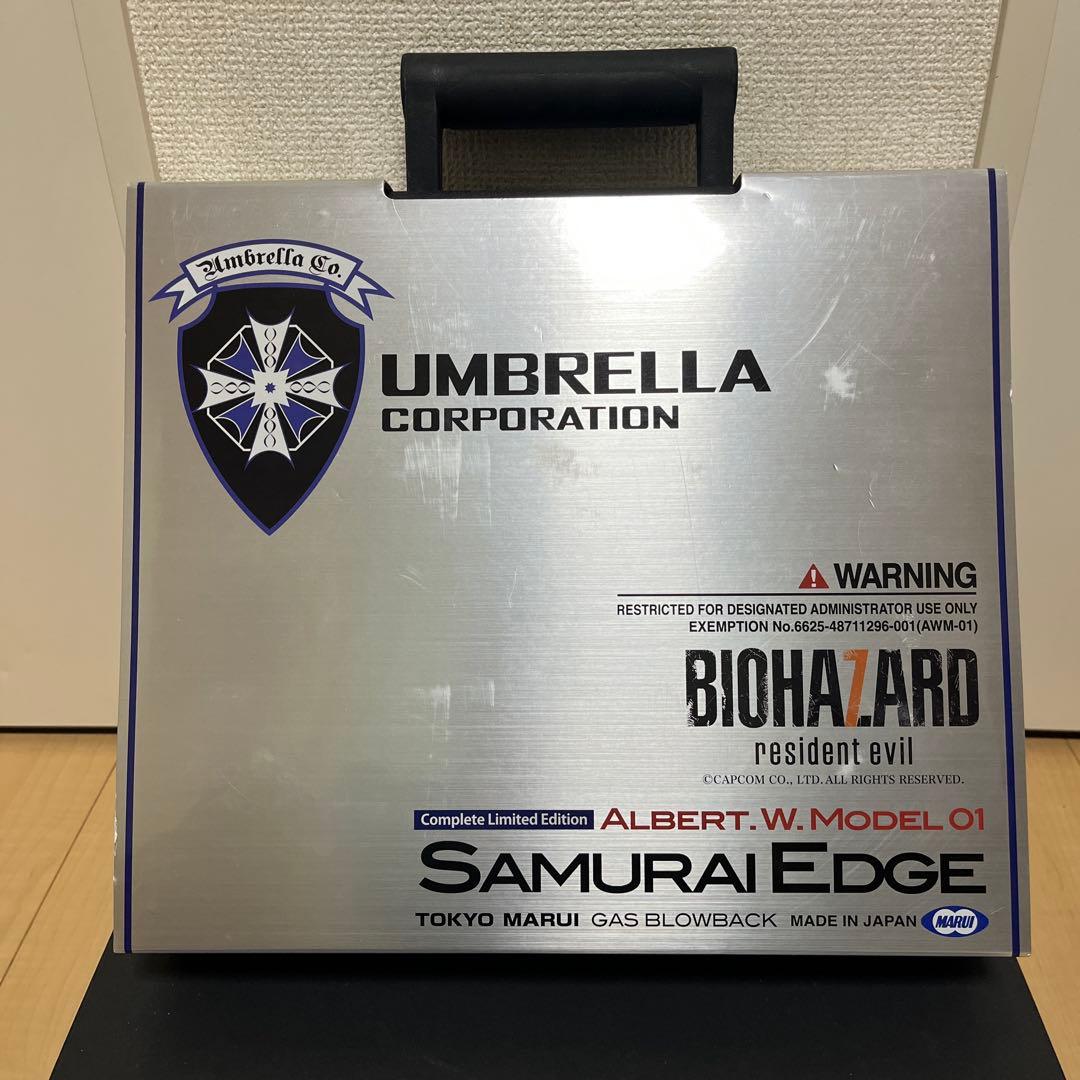 Umbrella Co.
UMBRELLA
CORPORATION
WARNING
RESTRICTED FOR DESIGNATED ADMINISTRATOR USE ONLY
EXEMPTION No.6625-48711296-001(AWM-01)
BIOHA7ARD
resident evil
©CAPCOM CO., LTD. ALL RIGHTS RESERVED.
Complete Limited Edition ALBERT.W.MODEL 01
SAMURAI EDGE
TOKYO MARUI GAS BLOWBACK MADE IN JAPAN MARUI